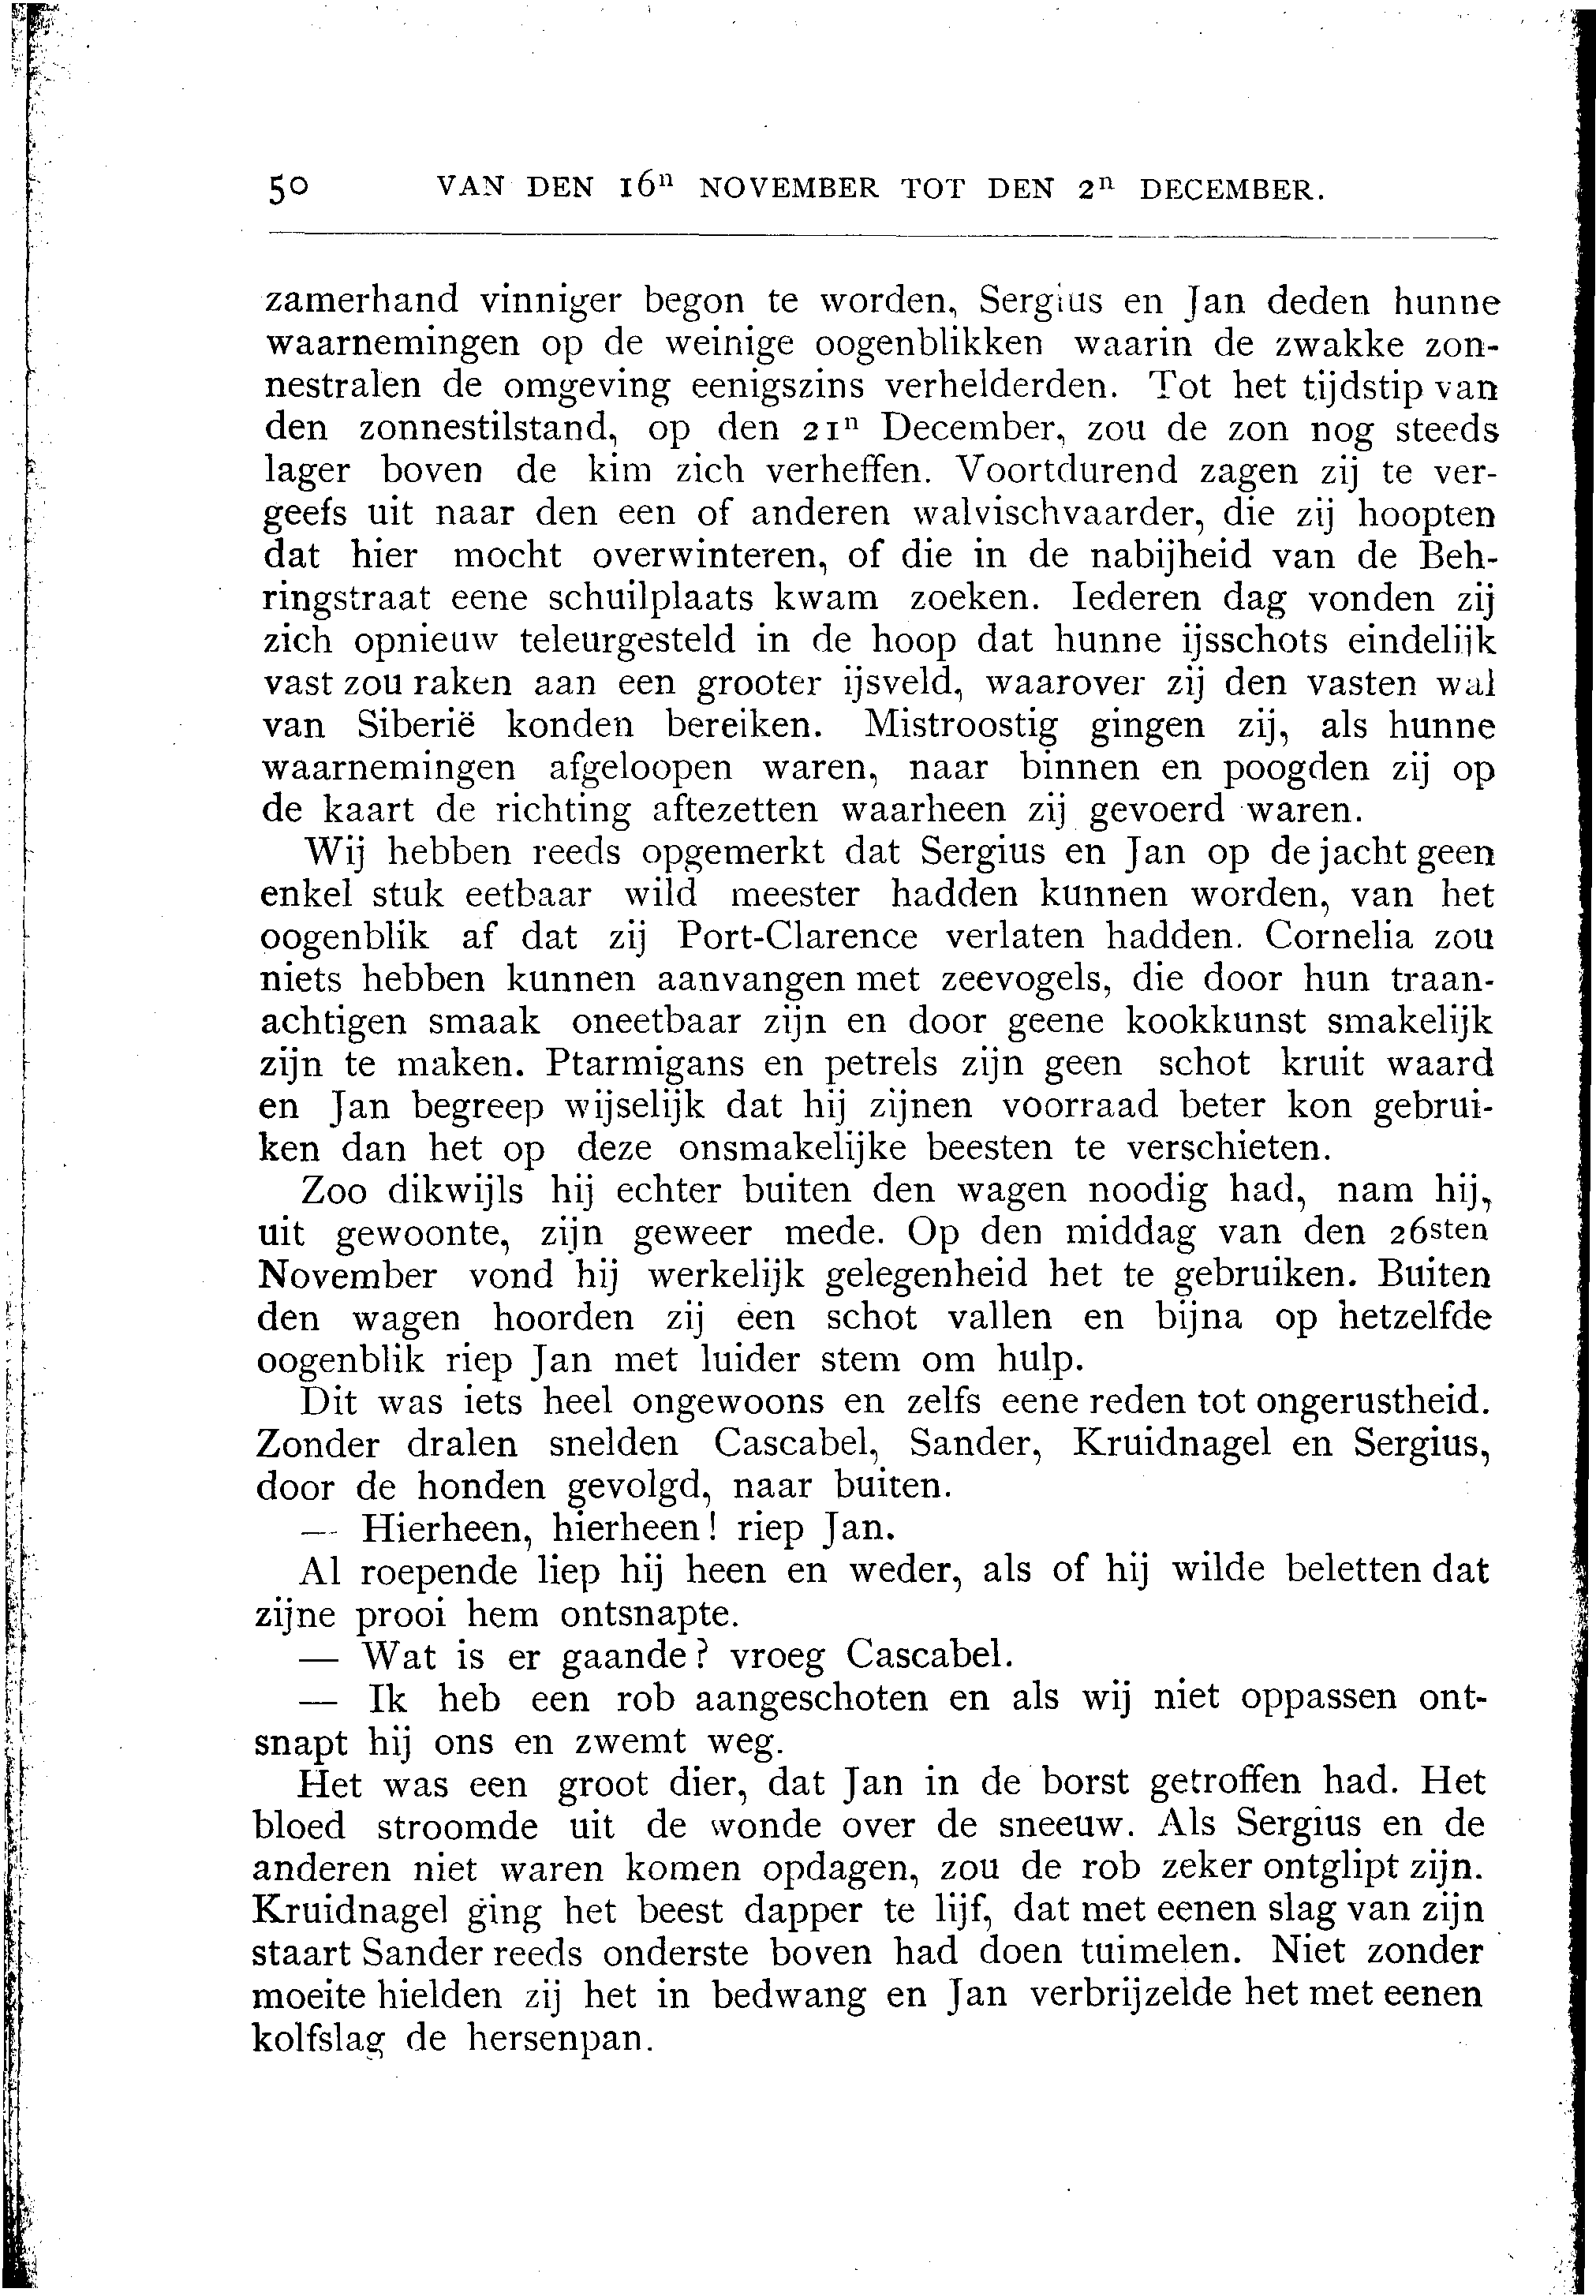 50 VAN DEN 16n NOVEMBER TOT DEN 2n DECEMBER.
zamerhand vinniger begon te worden, Sergius en Jan deden hunne
waarnemingen op de weinige oogenblikken waarin de zwakke zon-
nestralen de omgeving eenigszins verhelderden. Tot het tijdstip van
den zonnestilstand, op den 21n December, zou de zon nog steeds
lager boven de kim zich verheffen. Voortdurend zagen zij te ver-
geefs uit naar den een of anderen walvischvaarder, die zij hoopten
dat hier mocht overwinteren, of die in de nabijheid van de Beh-
ringstraat eene schuilplaats kwam zoeken. Iederen dag vonden zij
zich opnieuw teleurgesteld in de hoop dat hunne ijsschots eindelijk
vast zou raken aan een grooter ijsveld, waarover zij den vasten wal
van Siberië konden bereiken. Mistroostig gingen zij, als hunne
waarnemingen afgeloopen waren, naar binnen en poogden zij op
de kaart de richting aftezetten waarheen zij gevoerd waren.
Wij hebben reeds opgemerkt dat Sergius en Jan op de jacht geen
enkel stuk eetbaar wild meester hadden kunnen worden, van het
oogenblik af dat zij Port-Clarence verlaten hadden. Cornelia zou
niets hebben kunnen aanvangen met zeevogels, die door hun traan-
achtigen smaak oneetbaar zijn en door geene kookkunst smakelijk
zijn te maken. Ptarmigans en petrels zijn geen schot kruit waard
en Jan begreep wijselijk dat hij zijnen voorraad beter kon gebrui-
ken dan het op deze onsmakelijke beesten te verschieten.
Zoo dikwijls hij echter buiten den wagen noodig had, nam hij,
uit gewoonte, zijn geweer mede. Op den middag van den 26sten
November vond hij werkelijk gelegenheid het te gebruiken. Buiten
den wagen hoorden zij een schot vallen en bijna op hetzelfde
oogenblik riep Jan met luider stem om hulp.
Dit was iets heel ongewoons en zelfs eene reden tot ongerustheid.
Zonder dralen snelden Cascabel, Sander, Kruidnagel en Sergius,
door de honden gevolgd, naar buiten.
— Hierheen, hierheen! riep Jan.
Al roepende liep hij heen en weder, als of hij wilde beletten dat
zijne prooi hem ontsnapte.
— Wat is er gaande? vroeg Cascabel.
— Ik heb een rob aangeschoten en als wij niet oppassen ont-
snapt hij ons en zwemt weg.
Het was een groot dier, dat Jan in de borst getroffen had. Het
bloed stroomde uit de wonde over de sneeuw. Als Sergius en de
anderen niet waren komen opdagen, zou de rob zeker ontglipt zijn.
Kruidnagel ging het beest dapper te lijf, dat met eenen slag van zijn
staart Sander reeds onderste boven had doen tuimelen. Niet zonder
moeite hielden zij het in bedwang en Jan verbrijzelde het met eenen
kolfslag de hersenpan.